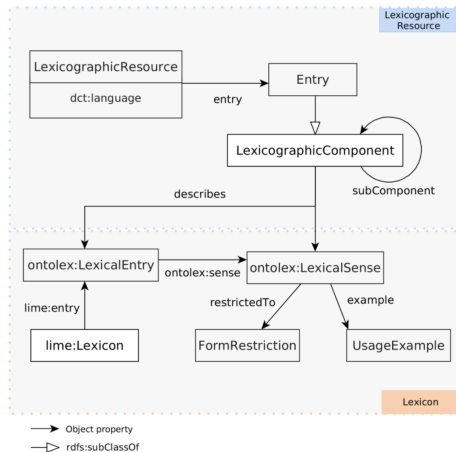 Lexicographic
Resource
LexicographicResource
dct:language
entry
Entry
LexicographicComponent
subComponent
describes
ontolex:LexicalEntry
ontolex:sense
ontolex:LexicalSense
lime:entry
restrictedTo
example
lime:Lexicon
FormRestriction
UsageExample
Lexicon
Object property
rdfs:subClassOf